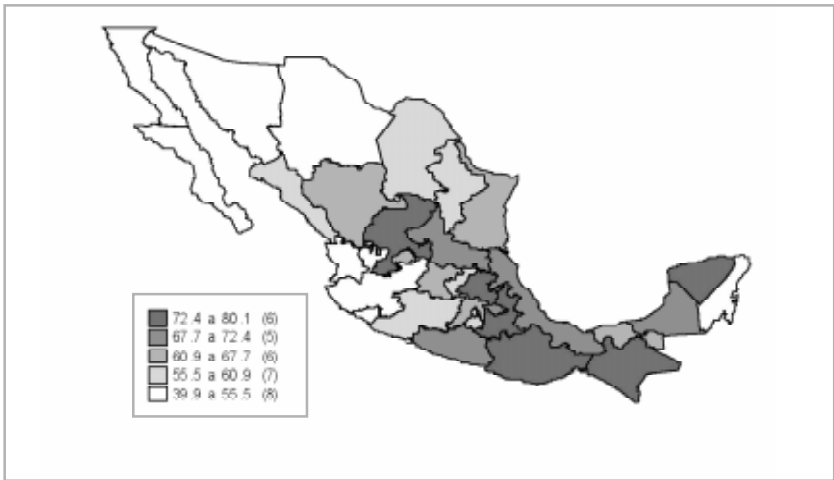 72.4 a 80.1 (6)
67.7 a 72.4 (5)
60.9 a 67.7 (6)
55.5 a 60.9 (7)
39.9 a 55.5 (8)